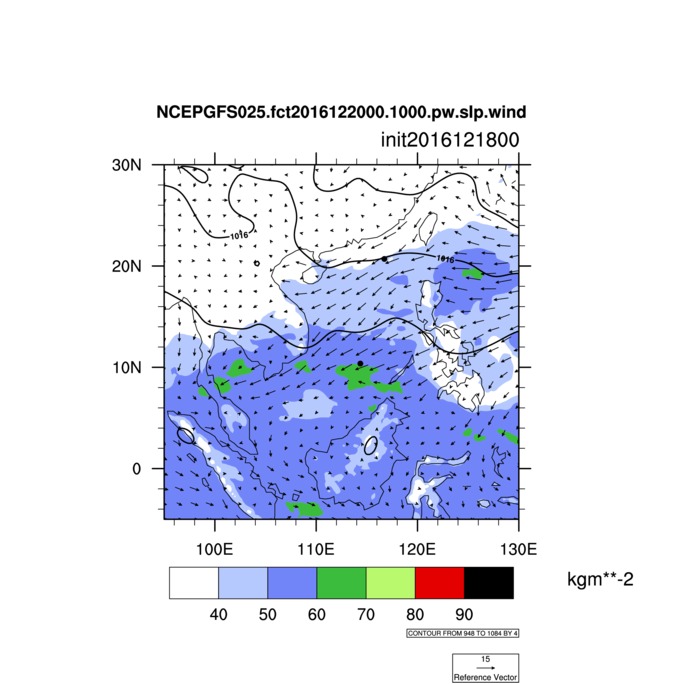 NCEPGFS025.fct2016122000.1000.pw.slp.wind
init2016121800
30N
1016
20N
1016
10N
0
100E 110E 120E 130E
kgm**-2
40 50 60 70 80 90
CONTOUR FROM 948 TO 1084 BY 4
15
Reference Vector